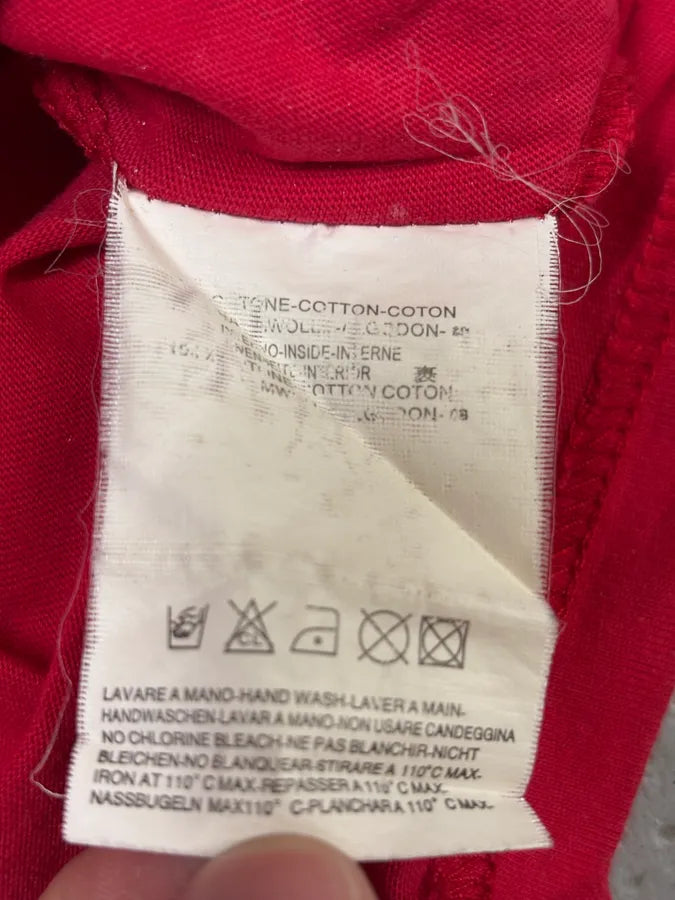 -COTTON-COTON
INSIDE-INTERNE
裏
COTTON COTON
CL
LAVARE A MANO-HAND WASH-LAVER A MAIN-
HANDWASCHEN-LAVAR A MANO-NON USARE CANDEGGINA
NO CHLORINE BLEACH-NE PAS BLANCHIR-NICHT
BLEICHEN-NO BLANQUEAR-STIRARE A 110°C MAX-
IRON AT 110°C MAX-REPASSER A 110°C MAX-
NASSBUGELN MAX110° C-PLANCHAR A 110° C MAX-